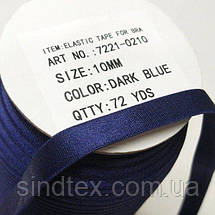 ITEM:ELASTIC TAPE FOR BRA
ART NO.:7221-0210
SIZE:10MM
COLOR:DARK BLUE
QTTY:72 YDS
sindtex.com.ua